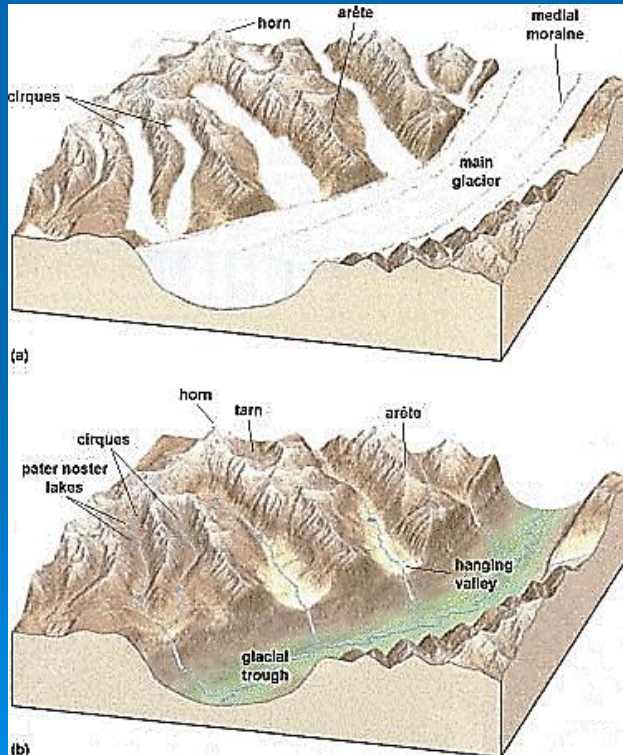 horn
arête
medial
moraine
cirques
main
glacier
(a)
horn
tarn
arête
cirques
pater noster
lakes
hanging
valley
glacial
trough
(b)